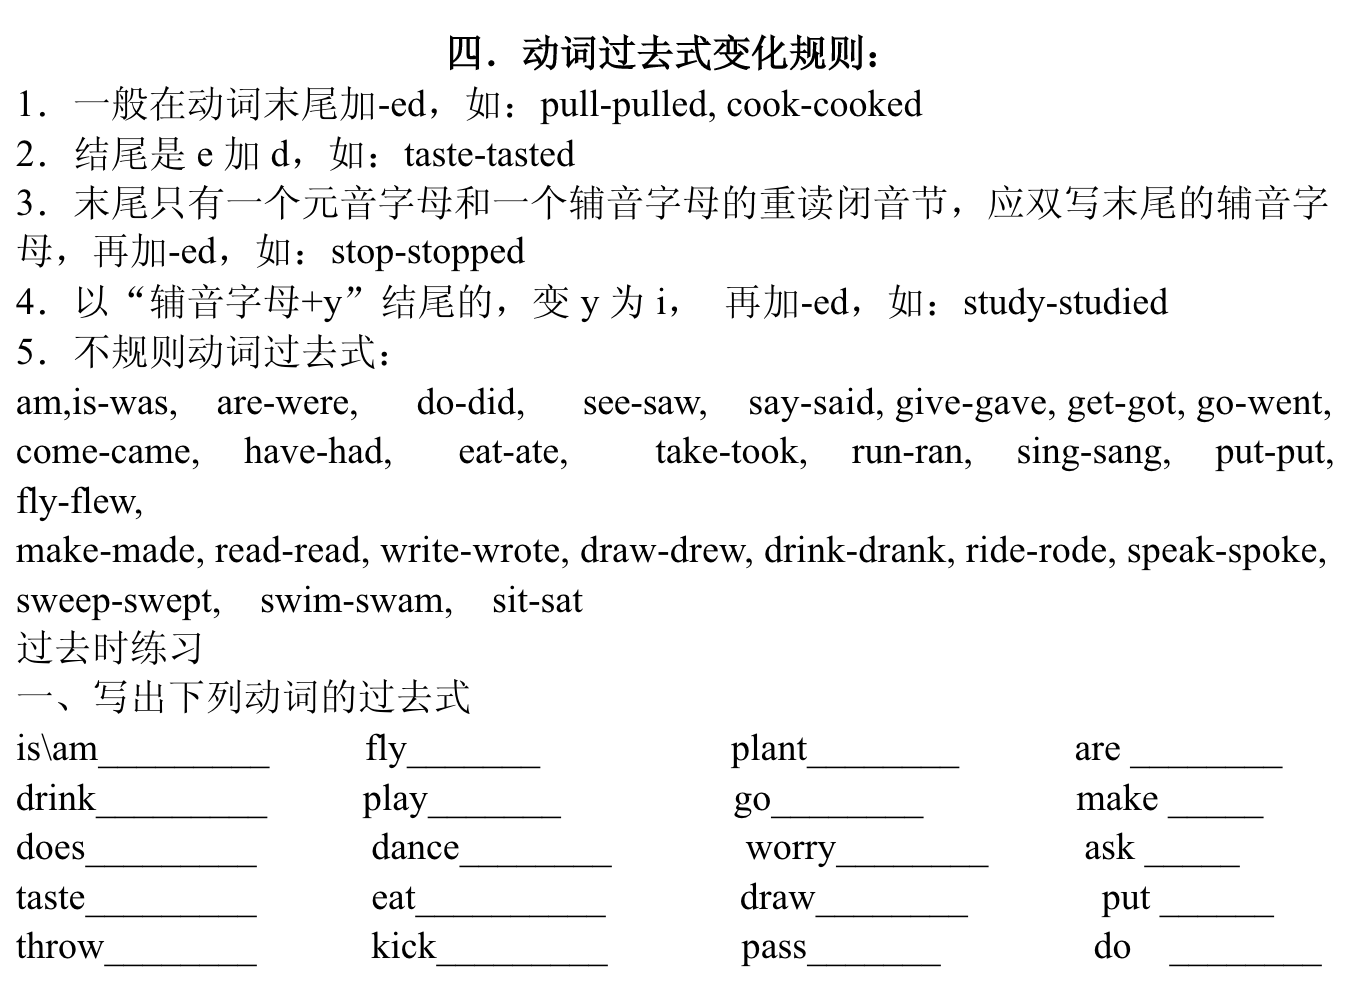 四．动词过去式变化规则：
1．一般在动词末尾加-ed，如：pull-pulled, cook-cooked
2．结尾是 e 加 d，如：taste-tasted
3．末尾只有一个元音字母和一个辅音字母的重读闭音节，应双写末尾的辅音字
母，再加-ed，如：stop-stopped
4．以“辅音字母+y”结尾的，变 y 为 i， 再加-ed，如：study-studied
5．不规则动词过去式：
am,is-was, are-were, do-did, see-saw, say-said, give-gave, get-got, go-went,
come-came, have-had, eat-ate, take-took, run-ran, sing-sang, put-put,
fly-flew,
make-made, read-read, write-wrote, draw-drew, drink-drank, ride-rode, speak-spoke,
sweep-swept, swim-swam, sit-sat
过去时练习
一、写出下列动词的过去式
is\am_________ fly_______ plant________ are ________
drink_________ play_______ go________ make _____
does_________ dance________ worry________ ask _____
taste_________ eat__________ draw________ put ______
throw________ kick_________ pass_______ do ________